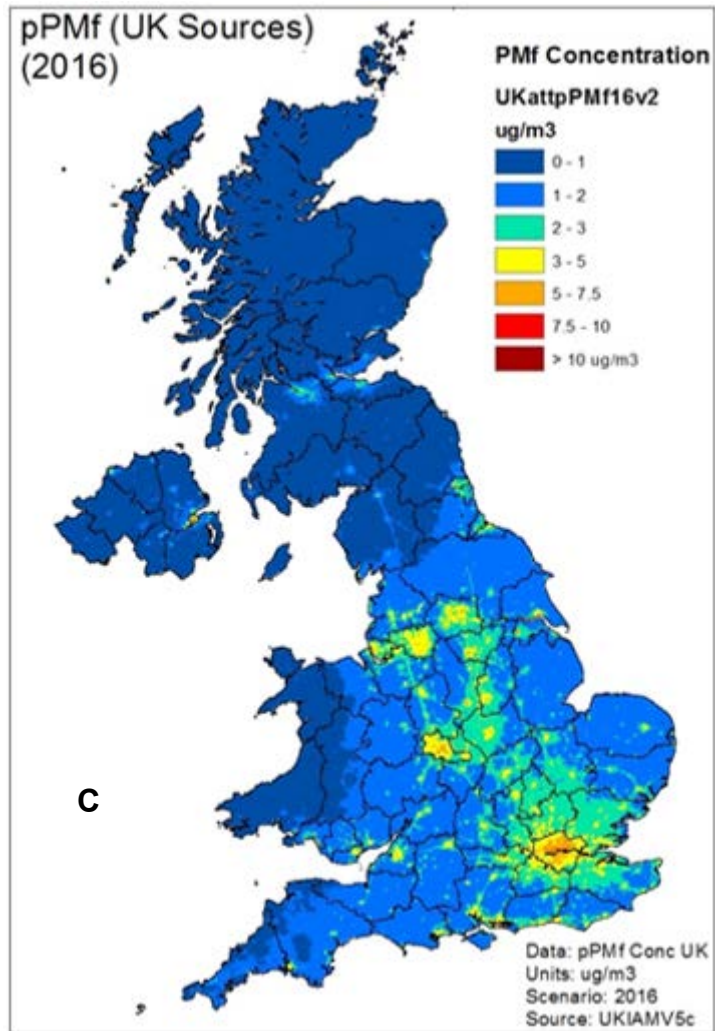 pPMf (UK Sources)
(2016)
PMf Concentration
UKattpPMf16v2
ug/m3
0 - 1
1 - 2
2 - 3
3 - 5
5 - 7.5
7.5 - 10
> 10 ug/m3
C
Data: pPMf Conc UK
Units: ug/m3
Scenario: 2016
Source: UKIAMV5c